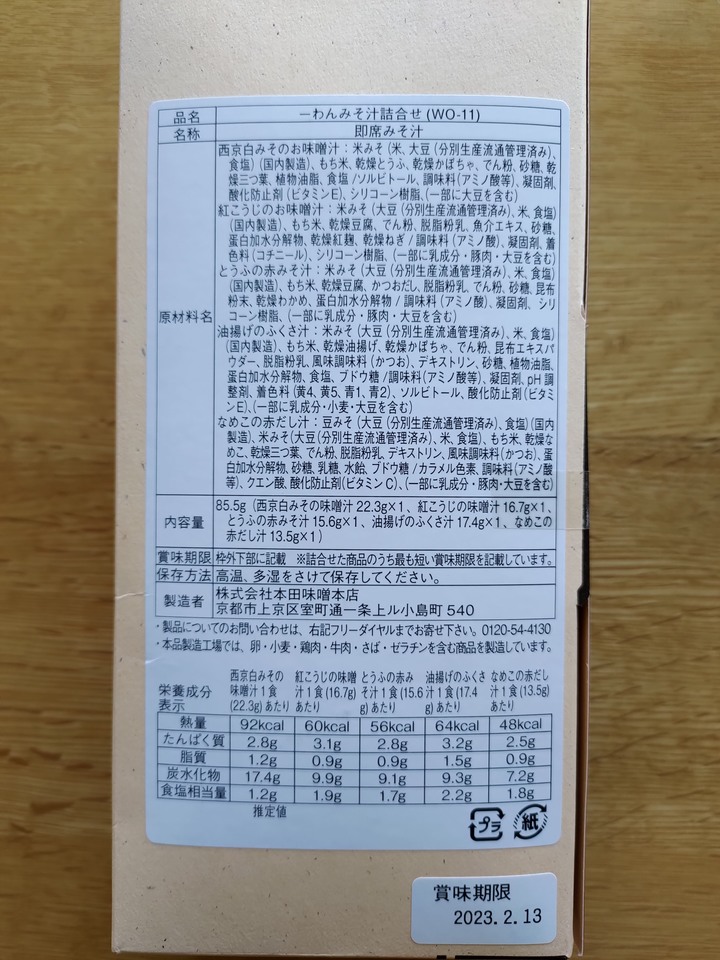 品名 一わんみそ汁詰合せ (WO-11)
名称 即席みそ汁
原材料名
西京白みそのお味噌汁：米みそ (米、大豆 (分別生産流通管理済み)、
食塩) (国内製造)、もち米、乾燥とうふ、乾燥かぼちゃ、でん粉、砂糖、乾
燥三つ葉、植物油脂、食塩 /ソルビトール、調味料(アミノ酸等)、凝固剤、
酸化防止剤 (ビタミンE)、シリコーン樹脂、(一部に大豆を含む)
紅こうじのお味噌汁：米みそ (大豆 (分別生産流通管理済み)、米、食塩)
(国内製造)、もち米、乾燥豆腐、でん粉、脱脂粉乳、魚介エキス、砂糖、
蛋白加水分解物、乾燥紅麹、乾燥ねぎ / 調味料 (アミノ酸)、凝固剤、着
色料 (コチニール)、シリコーン樹脂、(一部に乳成分・豚肉・大豆を含む)
とうふの赤みそ汁：米みそ (大豆 (分別生産流通管理済み)、米、食塩)
(国内製造)、もち米、乾燥豆腐、かつおだし、脱脂粉乳、でん粉、砂糖、昆布
粉末、乾燥わかめ、蛋白加水分解物 / 調味料 (アミノ酸)、凝固剤、シリ
コーン樹脂、(一部に乳成分・豚肉・大豆を含む)
油揚げのふくさ汁：米みそ (大豆 (分別生産流通管理済み)、米、食塩)
(国内製造)、もち米、乾燥油揚げ、乾燥かぼちゃ、でん粉、昆布エキスパ
ウダー、脱脂粉乳、風味調味料 (かつお)、デキストリン、砂糖、植物油脂、
蛋白加水分解物、食塩、ブドウ糖 /調味料(アミノ酸等)、凝固剤、pH 調
整剤、着色料 (黄4、黄5、青1、青2)、ソルビトール、酸化防止剤 (ビタミ
ンE)、(一部に乳成分・小麦・大豆を含む)
なめこの赤だし汁：豆みそ (大豆 (分別生産流通管理済み)、食塩) (国内
製造)、米みそ(大豆(分別生産流通管理済み)、米、食塩)、もち米、乾燥な
めこ、乾燥三つ葉、でん粉、脱脂粉乳、デキストリン、風味調味料(かつお)、蛋
白加水分解物、砂糖、乳糖、水飴、ブドウ糖 /カラメル色素、調味料(アミノ酸
等)、クエン酸、酸化防止剤(ビタミンC)、(一部に乳成分・豚肉・大豆を含む)
内容量 85.5g (西京白みその味噌汁 22.3g×1、紅こうじの味噌汁 16.7g×1、
とうふの赤みそ汁 15.6g×1、油揚げのふくさ汁 17.4g×1、なめこの
赤だし汁 13.5g×1)
賞味期限 枠外下部に記載 ※詰合せた商品のうち最も短い賞味期限を記載しています。
保存方法 高温、多湿をさけて保存してください。
製造者 株式会社本田味噌本店
京都市上京区室町通一条上ル小島町 540
・製品についてのお問い合わせは、右記フリーダイヤルまでお寄せ下さい。0120-54-4130
・本品製造工場では、卵・小麦・鶏肉・牛肉・さば・ゼラチンを含む商品を製造しています。
栄養成分
表示
西京白みその
味噌汁1食
(22.3g) あたり
紅こうじの味噌
汁1食 (16.7g)
あたり
とうふの赤み
そ汁1食 (15.6
g) あたり
油揚げのふくさ
汁1食 (17.4
g) あたり
なめこの赤だし
汁1食 (13.5g)
あたり
熱量 92kcal 60kcal 56kcal 64kcal 48kcal
たんぱく質 2.8g 3.1g 2.8g 3.2g 2.5g
脂質 1.2g 0.9g 0.9g 1.5g 0.9g
炭水化物 17.4g 9.9g 9.1g 9.3g 7.2g
食塩相当量 1.2g 1.9g 1.7g 2.2g 1.8g
推定値
プラ 紙
賞味期限
2023. 2. 13